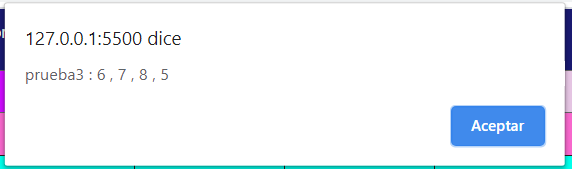 127.0.0.1:5500 dice
prueba3 : 6 , 7 , 8 , 5
Aceptar